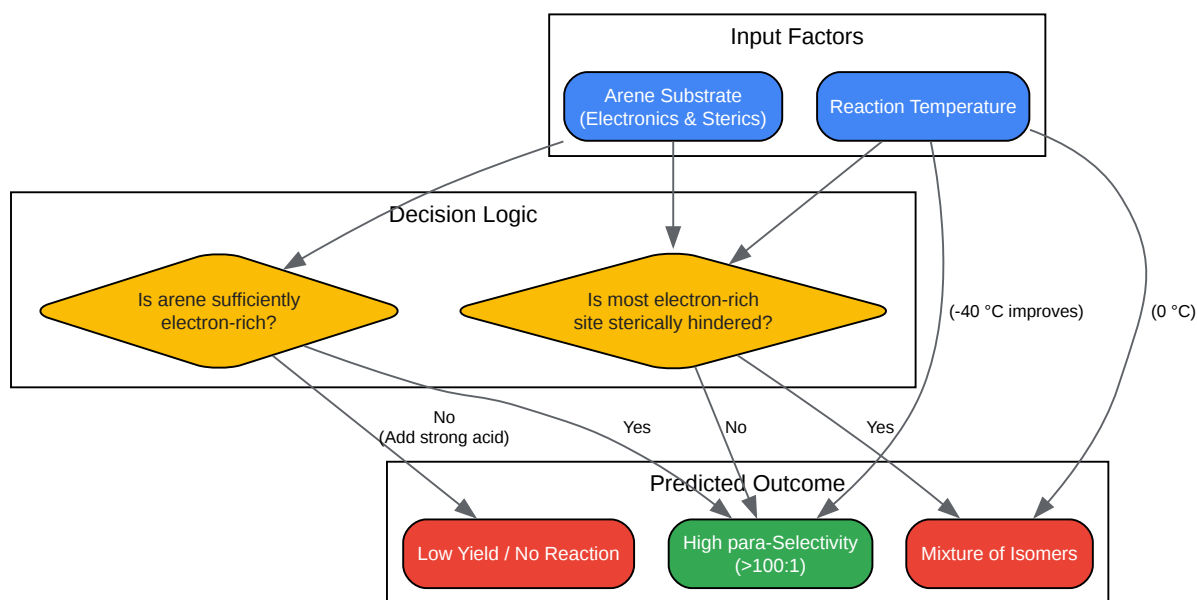 Input Factors
Arene Substrate
(Electronics & Sterics)
Reaction Temperature
Decision Logic
Is arene sufficiently
electron-rich?
Is most electron-rich
site sterically hindered?
(-40 °C improves)
(0 °C)
No
(Add strong acid)
Yes
No
Yes
Predicted Outcome
Low Yield / No Reaction
High para-Selectivity
(>100:1)
Mixture of Isomers